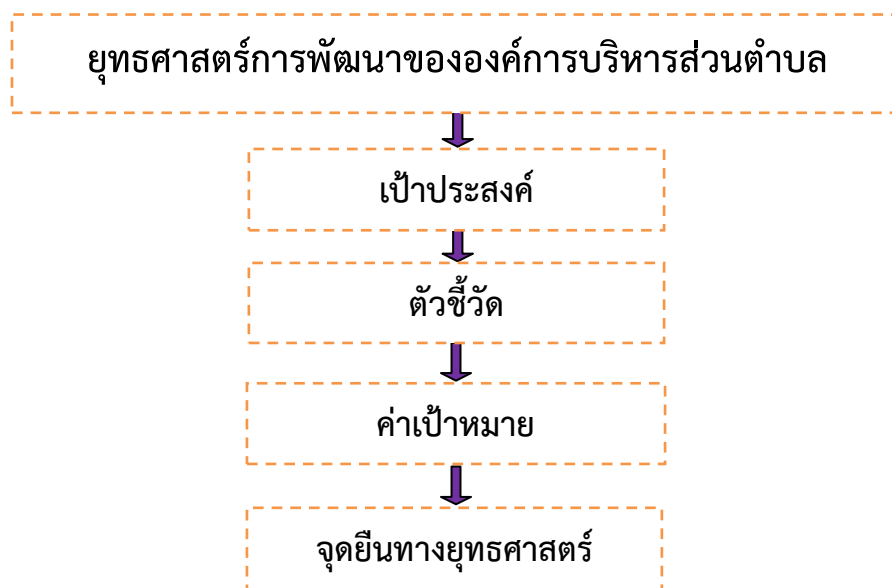 ยุทธศาสตร์การพัฒนาขององค์การบริหารส่วนตำบล
เป้าประสงค์
ตัวชี้วัด
ค่าเป้าหมาย
จุดยืนทางยุทธศาสตร์